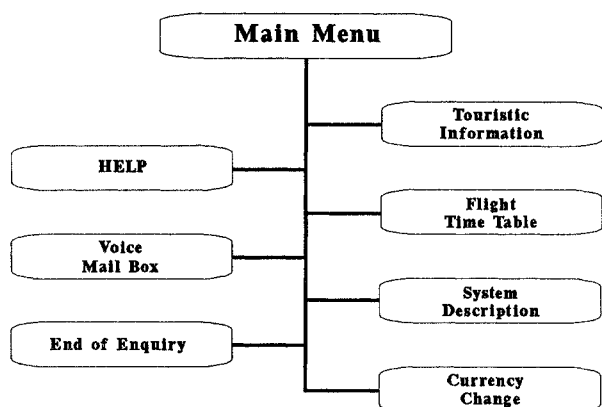 Main Menu
Touristic
Information
HELP
Flight
Time Table
Voice
Mail Box
System
Description
End of Enquiry
Currency
Change